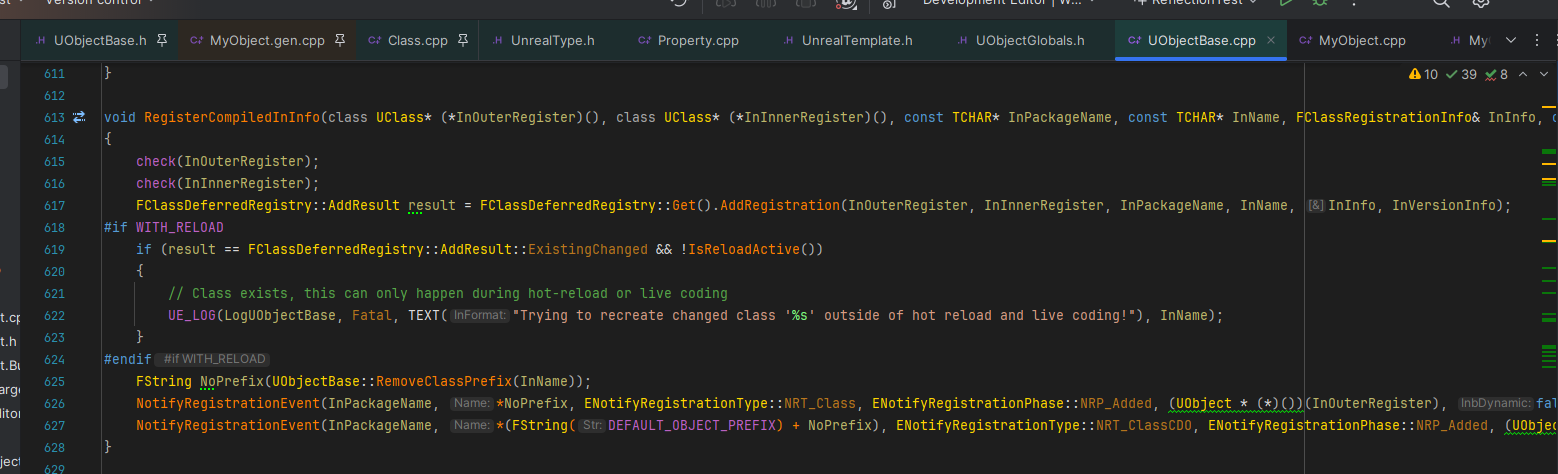 Version control
Development Editor | W...
ReflectionTest
UObjectBase.h
MyObject.gen.cpp
Class.cpp
UnrealType.h
Property.cpp
UnrealTemplate.h
UObjectGlobals.h
UObjectBase.cpp
MyObject.cpp
10 39 8
611 }
612
613 void RegisterCompiledInInfo(class UClass* (*InOuterRegister)(), class UClass* (*InInnerRegister)(), const TCHAR* InPackageName, const TCHAR* InName, FClassRegistrationInfo& InInfo,
614 {
615 check(InOuterRegister);
616 check(InInnerRegister);
617 FClassDeferredRegistry::AddResult result = FClassDeferredRegistry::Get().AddRegistration(InOuterRegister, InInnerRegister, InPackageName, InName, [&]InInfo, InVersionInfo);
618 #if WITH_RELOAD
619 if (result == FClassDeferredRegistry::AddResult::ExistingChanged && !IsReloadActive())
620 {
621 // Class exists, this can only happen during hot-reload or live coding
622 UE_LOG(LogUObjectBase, Fatal, TEXT(InFormat:"Trying to recreate changed class '%s' outside of hot reload and live coding!"), InName);
623 }
624 #endif #if WITH_RELOAD
625 FString NoPrefix(UObjectBase::RemoveClassPrefix(InName));
626 NotifyRegistrationEvent(InPackageName, Name:*NoPrefix, ENotifyRegistrationType::NRT_Class, ENotifyRegistrationPhase::NRP_Added, (UObject * (*)())(InOuterRegister), InbDynamic:fal
627 NotifyRegistrationEvent(InPackageName, Name:*(FString(Str:DEFAULT_OBJECT_PREFIX) + NoPrefix), ENotifyRegistrationType::NRT_ClassCDO, ENotifyRegistrationPhase::NRP_Added, (UObjec
628 }
629